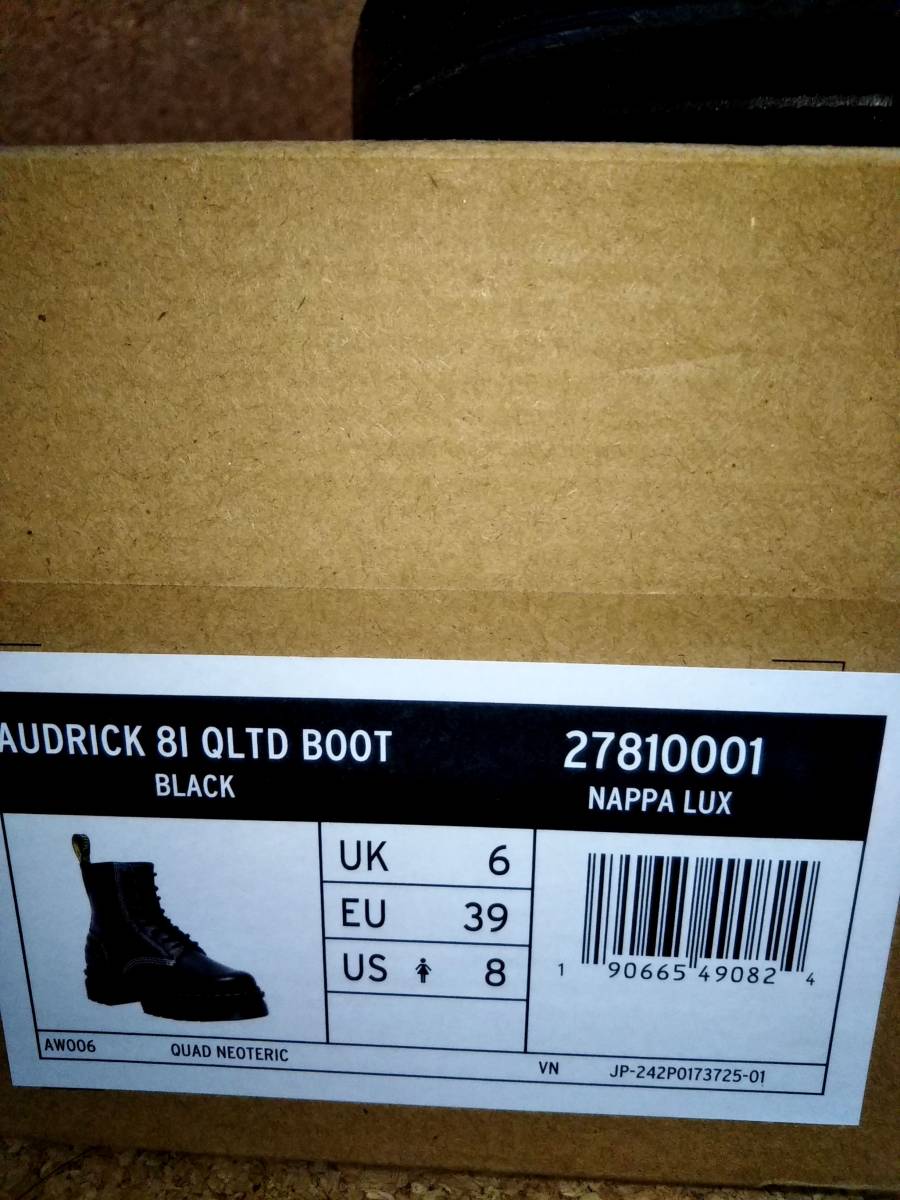 AUDRICK 8I QLTD BOOT
BLACK
27810001
NAPPA LUX
UK 6
EU 39
US 8
1 90665 49082 4
AW006 QUAD NEOTERIC
VN JP-242P0173725-01